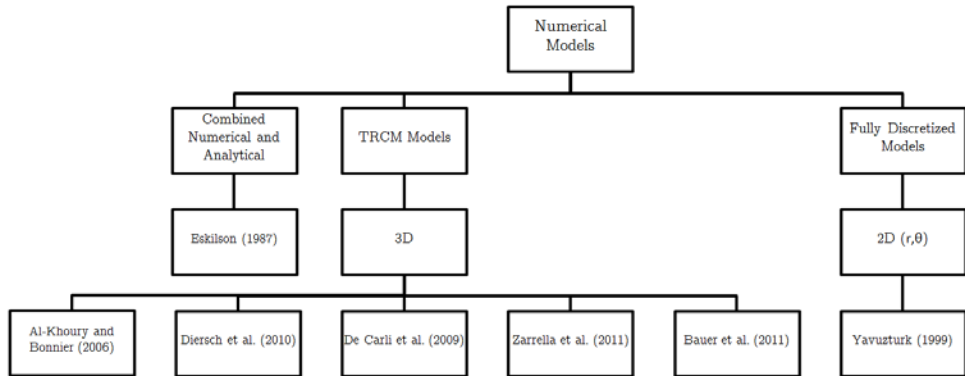 Numerical
Models
Combined
Numerical and
Analytical
TRCM Models
Fully Discretized
Models
Eskilson (1987)
3D
2D (r,θ)
Al-Khoury and
Bonnier (2006)
Diersch et al. (2010)
De Carli et al. (2009)
Zarrella et al. (2011)
Bauer et al. (2011)
Yavuzturk (1999)